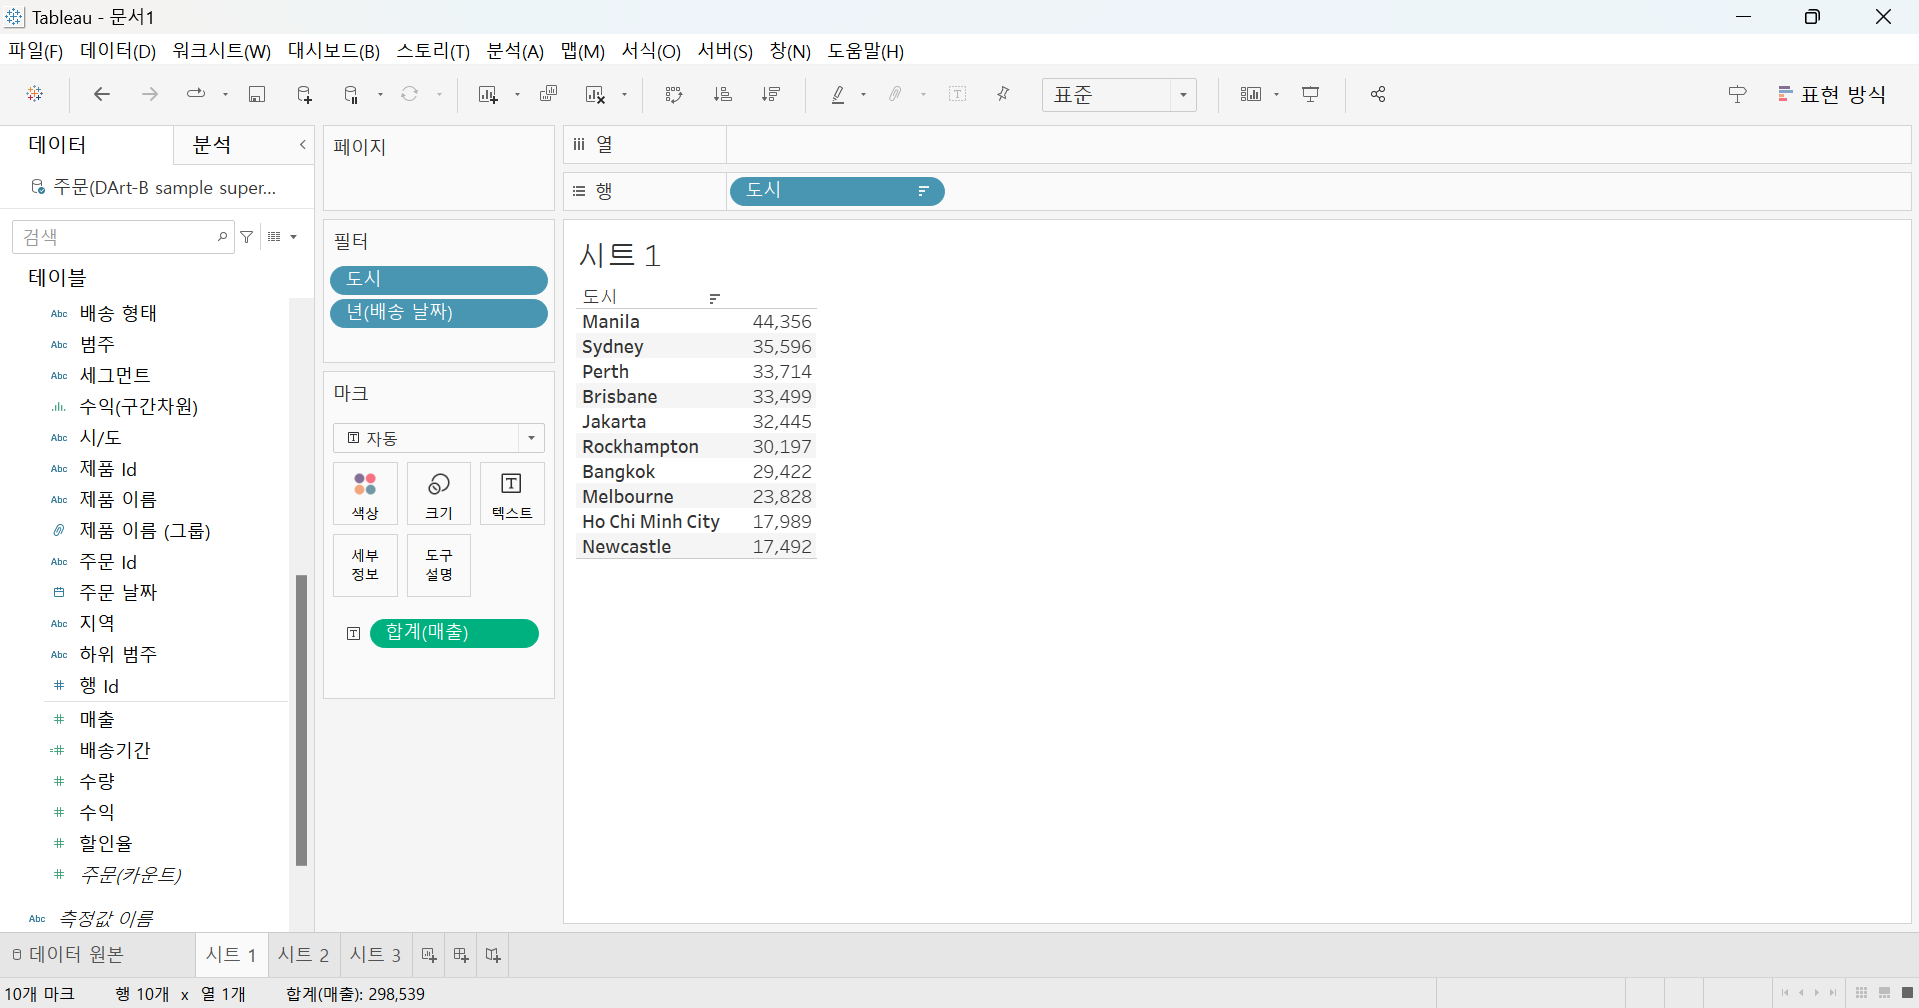 Tableau - 문서1
파일(F) 데이터(D) 워크시트(W) 대시보드(B) 스토리(T) 분석(A) 맵(M) 서식(O) 서버(S) 창(N) 도움말(H)
표준
표현 방식
데이터 분석
주문(DArt-B sample super...
검색
테이블
Abc 배송 형태
Abc 범주
Abc 세그먼트
수익(구간차원)
Abc 시/도
Abc 제품 Id
Abc 제품 이름
제품 이름 (그룹)
Abc 주문 Id
주문 날짜
Abc 지역
Abc 하위 범주
# 행 Id
# 매출
=# 배송기간
# 수량
# 수익
# 할인율
# 주문(카운트)
Abc 측정값 이름
페이지
필터
도시
년(배송 날짜)
마크
T 자동
색상 크기 텍스트
세부
정보
도구
설명
T 합계(매출)
열
행 도시
시트 1
도시
Manila 44,356
Sydney 35,596
Perth 33,714
Brisbane 33,499
Jakarta 32,445
Rockhampton 30,197
Bangkok 29,422
Melbourne 23,828
Ho Chi Minh City 17,989
Newcastle 17,492
데이터 원본 시트 1 시트 2 시트 3
10개 마크 행 10개 x 열 1개 합계(매출): 298,539